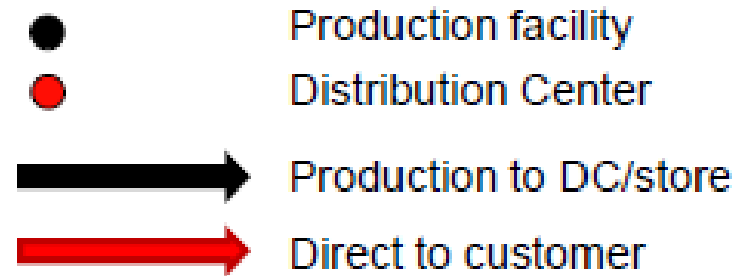 Production facility
Distribution Center
Production to DC/store
Direct to customer